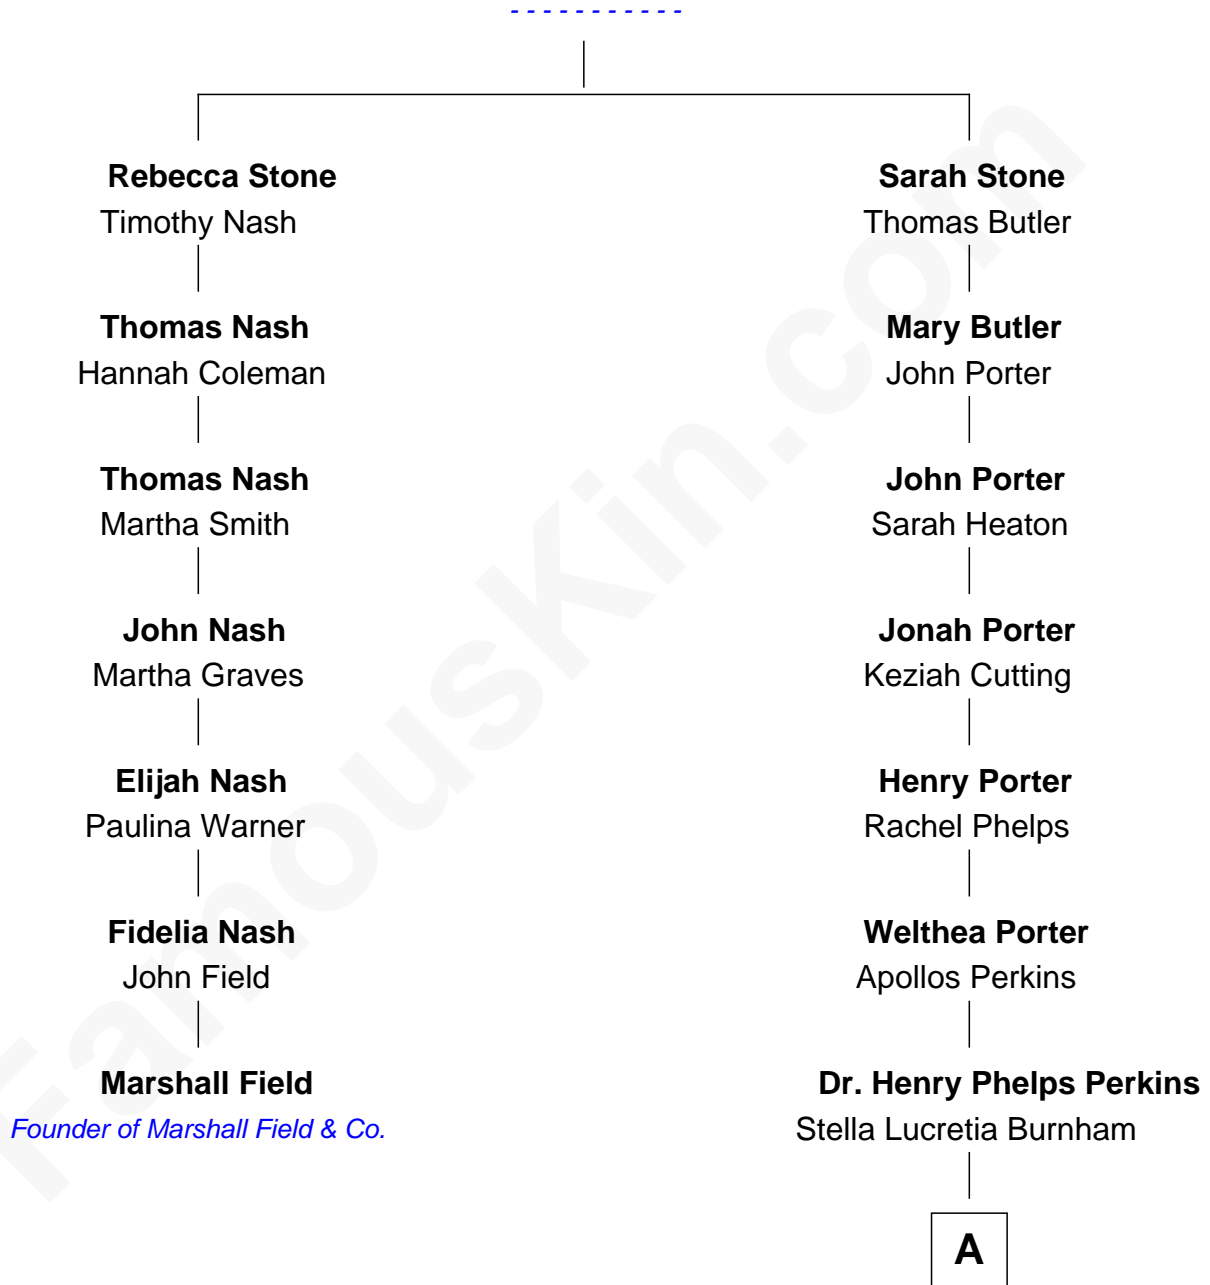 - - - - - - - - - - -
Rebecca Stone
Timothy Nash
Thomas Nash
Hannah Coleman
Thomas Nash
Martha Smith
John Nash
Martha Graves
Elijah Nash
Paulina Warner
Fidelia Nash
John Field
Marshall Field
Founder of Marshall Field & Co.
Sarah Stone
Thomas Butler
Mary Butler
John Porter
John Porter
Sarah Heaton
Jonah Porter
Keziah Cutting
Henry Porter
Rachel Phelps
Welthea Porter
Apollos Perkins
Dr. Henry Phelps Perkins
Stella Lucretia Burnham
A
FamousKin.com